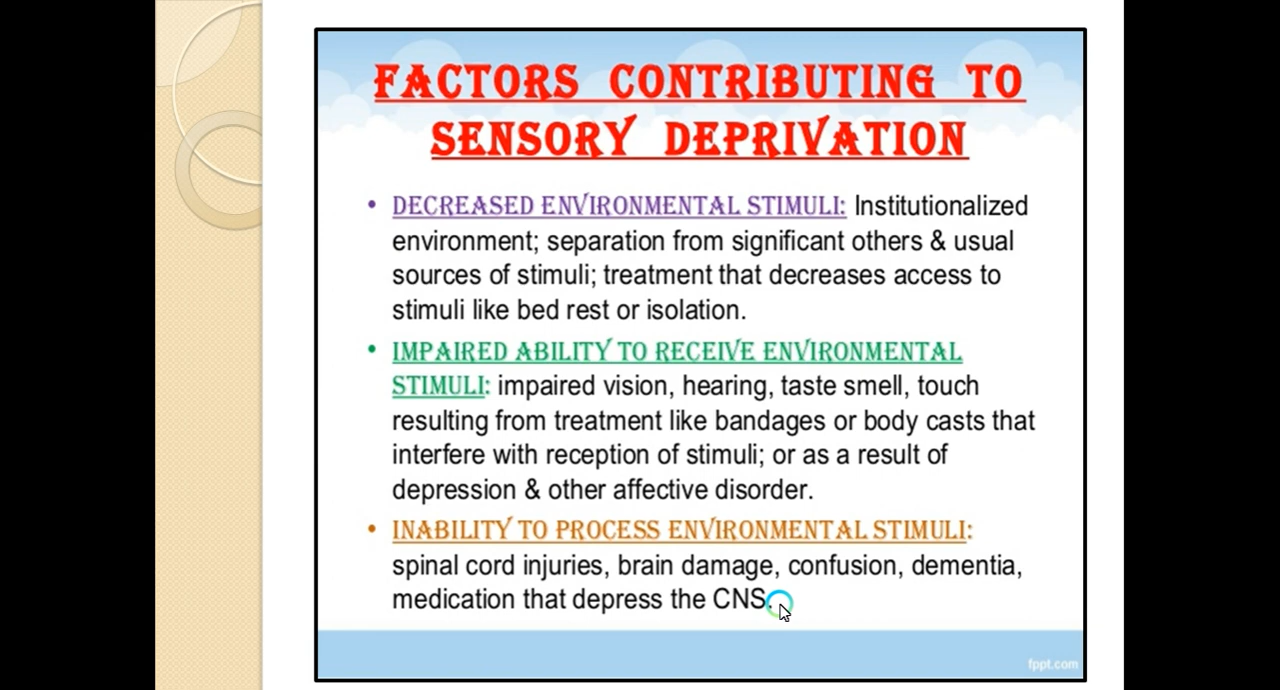 FACTORS CONTRIBUTING TO
SENSORY DEPRIVATION
• DECREASED ENVIRONMENTAL STIMULI: Institutionalized
environment; separation from significant others & usual
sources of stimuli; treatment that decreases access to
stimuli like bed rest or isolation.
• IMPAIRED ABILITY TO RECEIVE ENVIRONMENTAL
STIMULI: impaired vision, hearing, taste smell, touch
resulting from treatment like bandages or body casts that
interfere with reception of stimuli; or as a result of
depression & other affective disorder.
• INABILITY TO PROCESS ENVIRONMENTAL STIMULI:
spinal cord injuries, brain damage, confusion, dementia,
medication that depress the CNS.
fppt.com